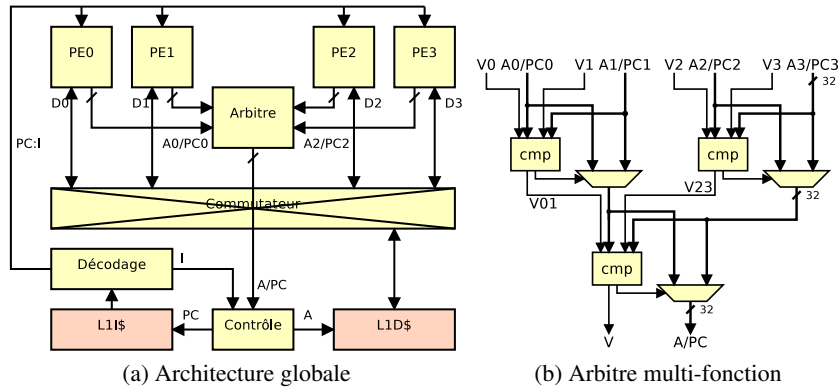 PE0 PE1 PE2 PE3
D0 D1 Arbitre D2 D3
PC:I A0/PC0 A2/PC2
Commutateur
Décodage I A/PC
L1I$ PC Contrôle A L1D$
(a) Architecture globale
V0 A0/PC0 V1 A1/PC1 V2 A2/PC2 V3 A3/PC3
32
cmp cmp
V01 V23 32
cmp
32
V A/PC
(b) Arbitre multi-fonction